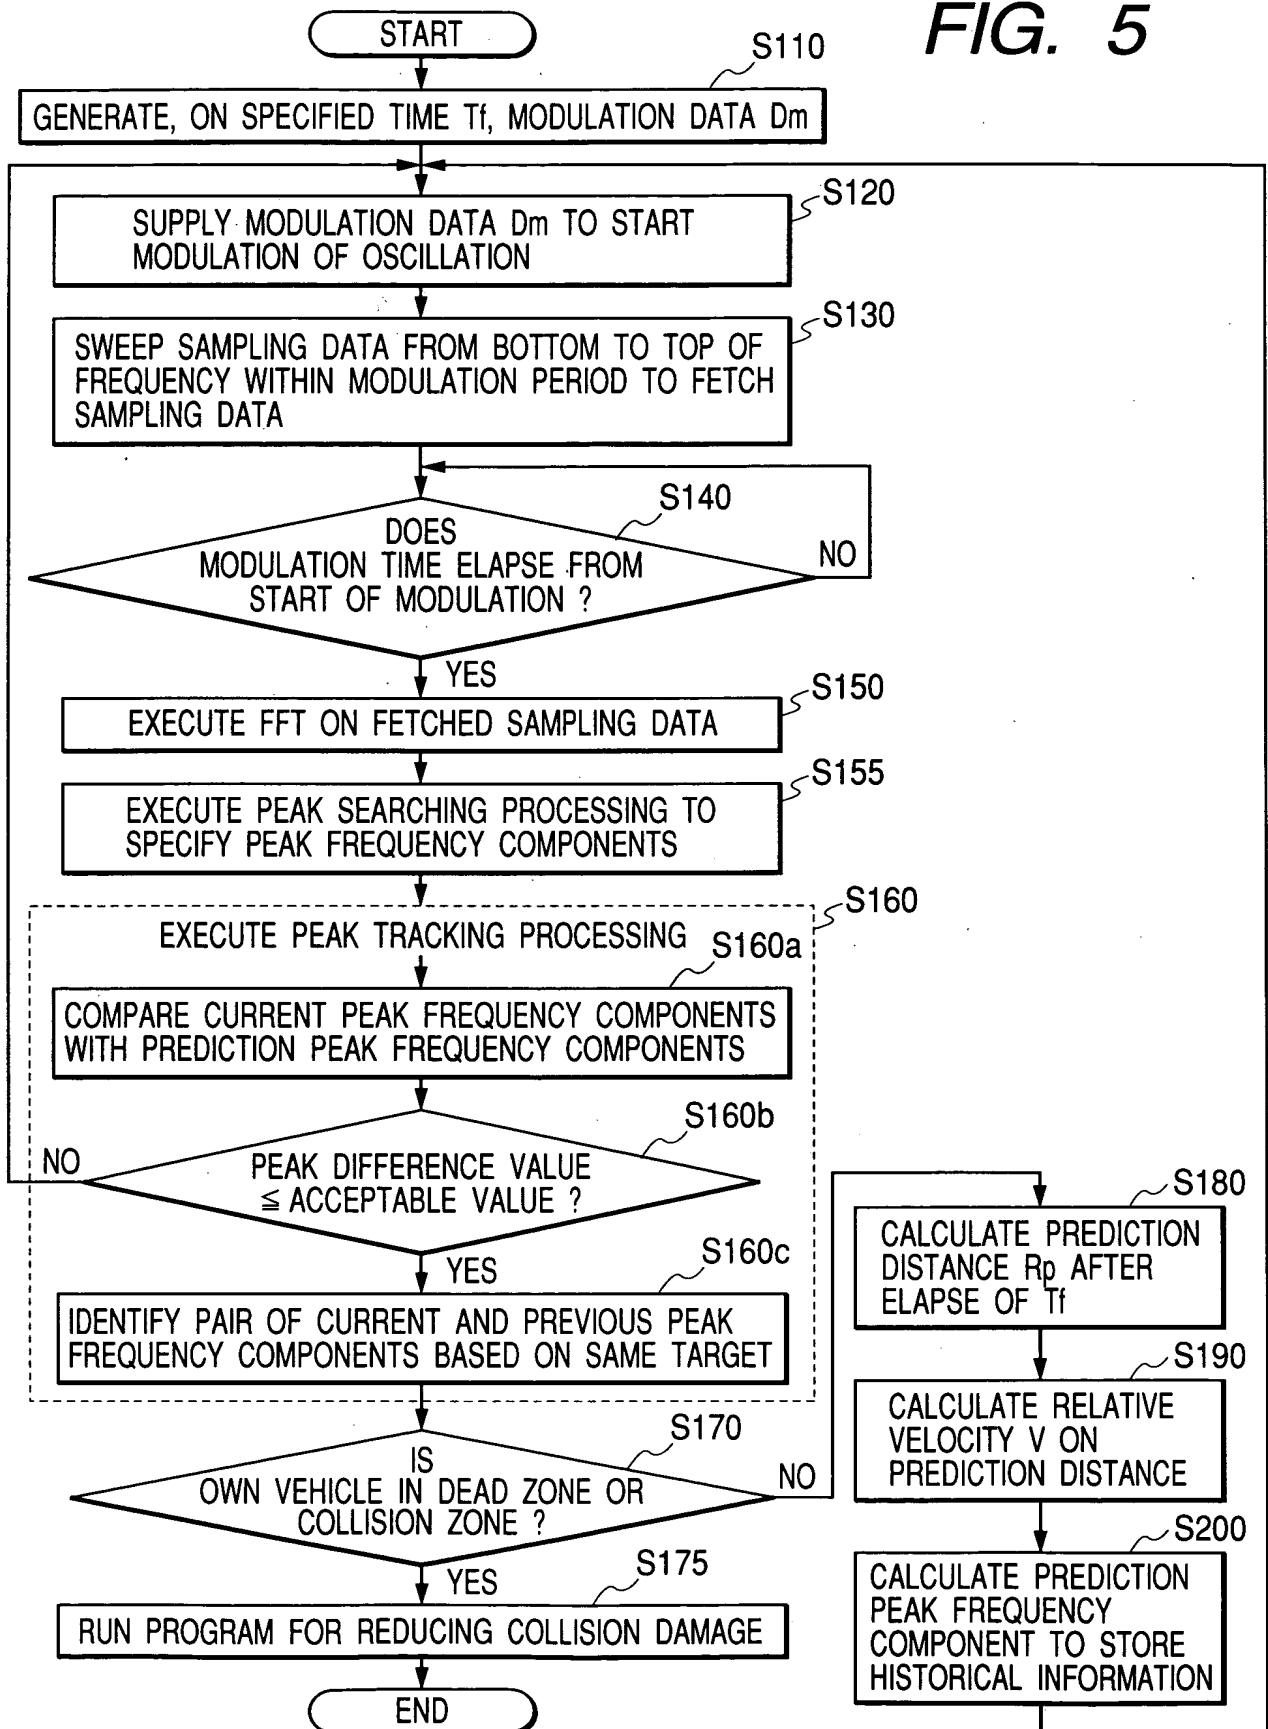 FIG. 5
START
S110
GENERATE, ON SPECIFIED TIME Tf, MODULATION DATA Dm
S120
SUPPLY MODULATION DATA Dm TO START
MODULATION OF OSCILLATION
S130
SWEEP SAMPLING DATA FROM BOTTOM TO TOP OF
FREQUENCY WITHIN MODULATION PERIOD TO FETCH
SAMPLING DATA
S140
DOES
MODULATION TIME ELAPSE FROM
START OF MODULATION ?
NO
YES
S150
EXECUTE FFT ON FETCHED SAMPLING DATA
S155
EXECUTE PEAK SEARCHING PROCESSING TO
SPECIFY PEAK FREQUENCY COMPONENTS
S160
EXECUTE PEAK TRACKING PROCESSING
S160a
COMPARE CURRENT PEAK FREQUENCY COMPONENTS
WITH PREDICTION PEAK FREQUENCY COMPONENTS
S160b
PEAK DIFFERENCE VALUE
≦ ACCEPTABLE VALUE ?
NO
YES
S160c
IDENTIFY PAIR OF CURRENT AND PREVIOUS PEAK
FREQUENCY COMPONENTS BASED ON SAME TARGET
S170
IS
OWN VEHICLE IN DEAD ZONE OR
COLLISION ZONE ?
NO
YES
S175
RUN PROGRAM FOR REDUCING COLLISION DAMAGE
END
S180
CALCULATE PREDICTION
DISTANCE Rp AFTER
ELAPSE OF Tf
S190
CALCULATE RELATIVE
VELOCITY V ON
PREDICTION DISTANCE
S200
CALCULATE PREDICTION
PEAK FREQUENCY
COMPONENT TO STORE
HISTORICAL INFORMATION